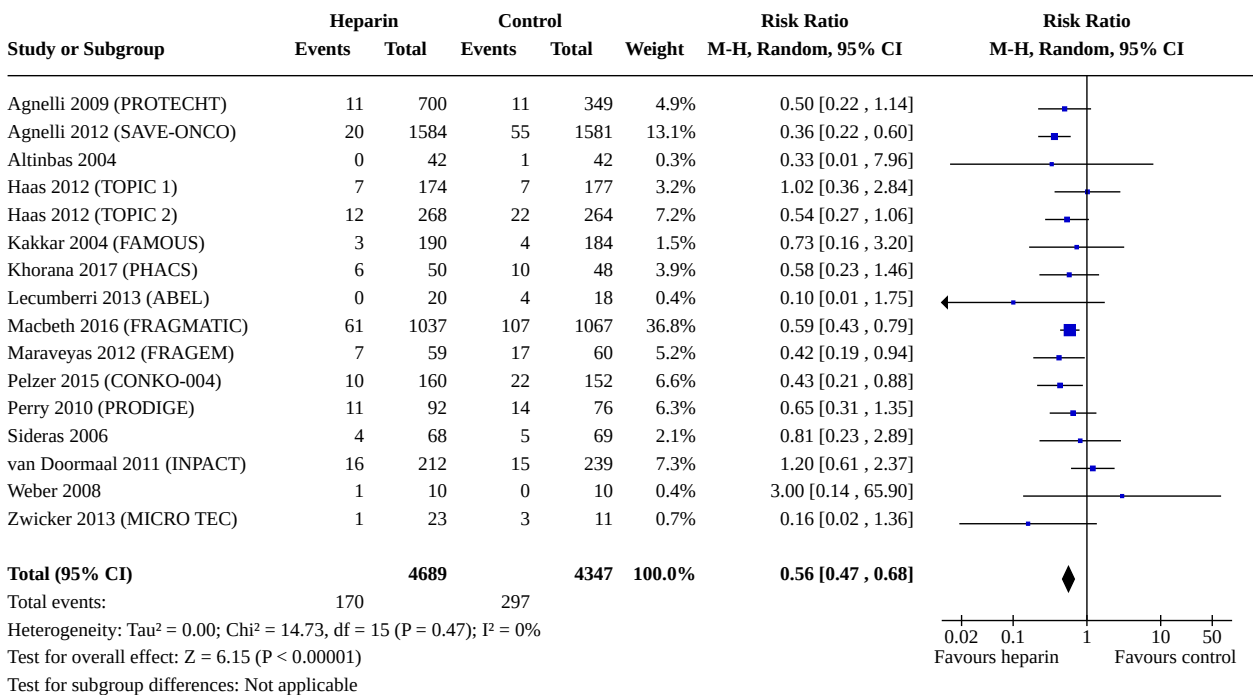 Heparin Control Risk Ratio Risk Ratio
Study or Subgroup Events Total Events Total Weight M-H, Random, 95% CI M-H, Random, 95% CI
Agnelli 2009 (PROTECHT) 11 700 11 349 4.9% 0.50 [0.22 , 1.14]
Agnelli 2012 (SAVE-ONCO) 20 1584 55 1581 13.1% 0.36 [0.22 , 0.60]
Altinbas 2004 0 42 1 42 0.3% 0.33 [0.01 , 7.96]
Haas 2012 (TOPIC 1) 7 174 7 177 3.2% 1.02 [0.36 , 2.84]
Haas 2012 (TOPIC 2) 12 268 22 264 7.2% 0.54 [0.27 , 1.06]
Kakkar 2004 (FAMOUS) 3 190 4 184 1.5% 0.73 [0.16 , 3.20]
Khorana 2017 (PHACS) 6 50 10 48 3.9% 0.58 [0.23 , 1.46]
Lecumberri 2013 (ABEL) 0 20 4 18 0.4% 0.10 [0.01 , 1.75]
Macbeth 2016 (FRAGMATIC) 61 1037 107 1067 36.8% 0.59 [0.43 , 0.79]
Maraveyas 2012 (FRAGEM) 7 59 17 60 5.2% 0.42 [0.19 , 0.94]
Pelzer 2015 (CONKO-004) 10 160 22 152 6.6% 0.43 [0.21 , 0.88]
Perry 2010 (PRODIGE) 11 92 14 76 6.3% 0.65 [0.31 , 1.35]
Sideras 2006 4 68 5 69 2.1% 0.81 [0.23 , 2.89]
van Doormaal 2011 (INPACT) 16 212 15 239 7.3% 1.20 [0.61 , 2.37]
Weber 2008 1 10 0 10 0.4% 3.00 [0.14 , 65.90]
Zwicker 2013 (MICRO TEC) 1 23 3 11 0.7% 0.16 [0.02 , 1.36]
Total (95% CI) 4689 4347 100.0% 0.56 [0.47 , 0.68]
Total events: 170 297
Heterogeneity: Tau² = 0.00; Chi² = 14.73, df = 15 (P = 0.47); I² = 0%
Test for overall effect: Z = 6.15 (P < 0.00001)
Test for subgroup differences: Not applicable
0.02 0.1 1 10 50
Favours heparin Favours control